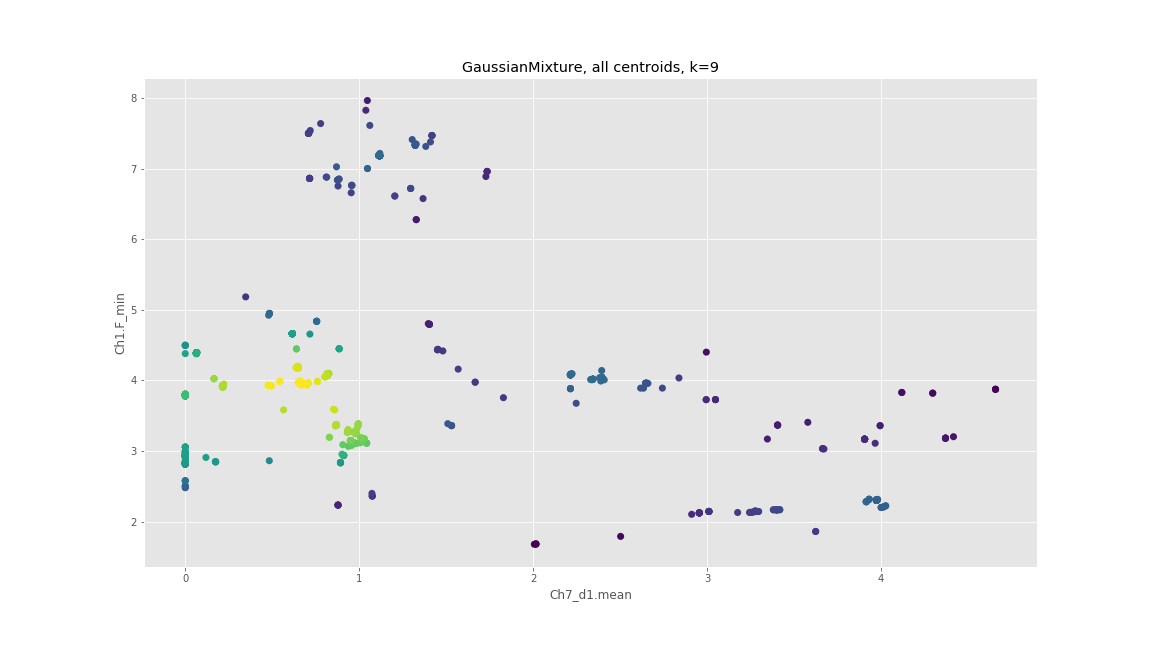 GaussianMixture, all centroids, k=9
8
7
6
5
4
3
2
Ch1.F_min
0 1 2 3 4
Ch7_d1.mean